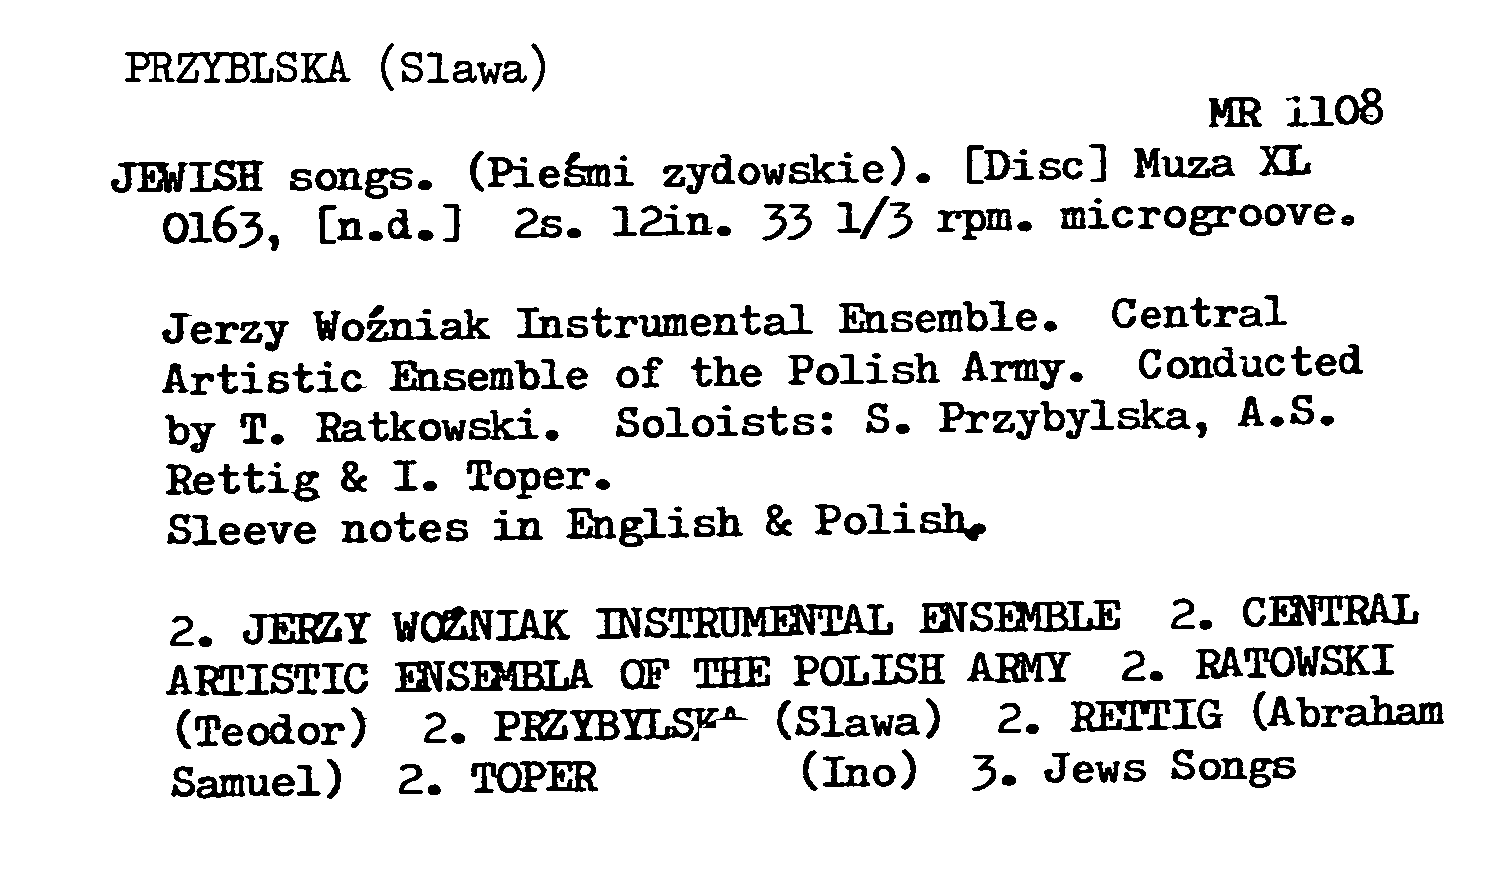 PRZYBLSKA (Slawa)
MR 1108
JEWISH songs. (Pieśmi zydowskie). [Disc] Muza XL
0163, [n.d.] 2s. 12in. 33 1/3 rpm. microgroove.
Jerzy Woźniak Instrumental Ensemble. Central
Artistic Ensemble of the Polish Army. Conducted
by T. Ratkowski. Soloists: S. Przybylska, A.S.
Rettig & I. Toper.
Sleeve notes in English & Polish.
2. JERZY WOŹNIAK INSTRUMENTAL ENSEMBLE 2. CENTRAL
ARTISTIC ENSEMBLA OF THE POLISH ARMY 2. RATOWSKI
(Teodor) 2. PRZYBYLSKA (Slawa) 2. RETTIG (Abraham
Samuel) 2. TOPER (Ino) 3. Jews Songs